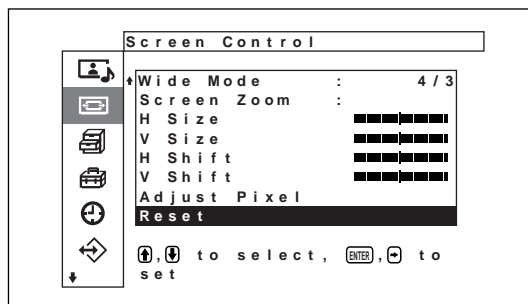 Screen Control
Wide Mode : 4/3
Screen Zoom :
H Size
V Size
H Shift
V Shift
Adjust Pixel
Reset
↑,↓ to select, ENTER,→ to
set